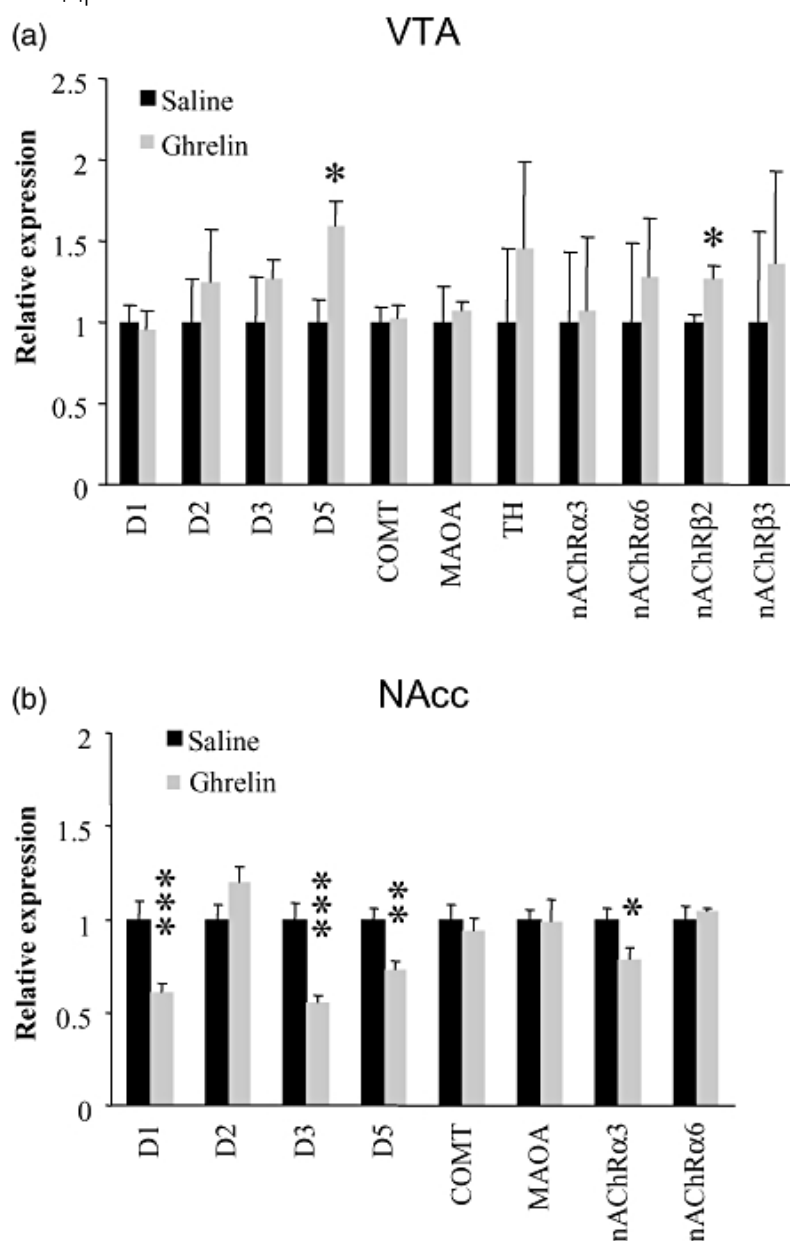 (a) VTA
2.5
2
1.5
1
0.5
0
Relative expression
Saline
Ghrelin
*
*
D1 D2 D3 D5 COMT MAOA TH nAChRα3 nAChRα6 nAChRβ2 nAChRβ3
(b) NAcc
2
1.5
1
0.5
0
Relative expression
Saline
Ghrelin
***
***
**
*
D1 D2 D3 D5 COMT MAOA nAChRα3 nAChRα6